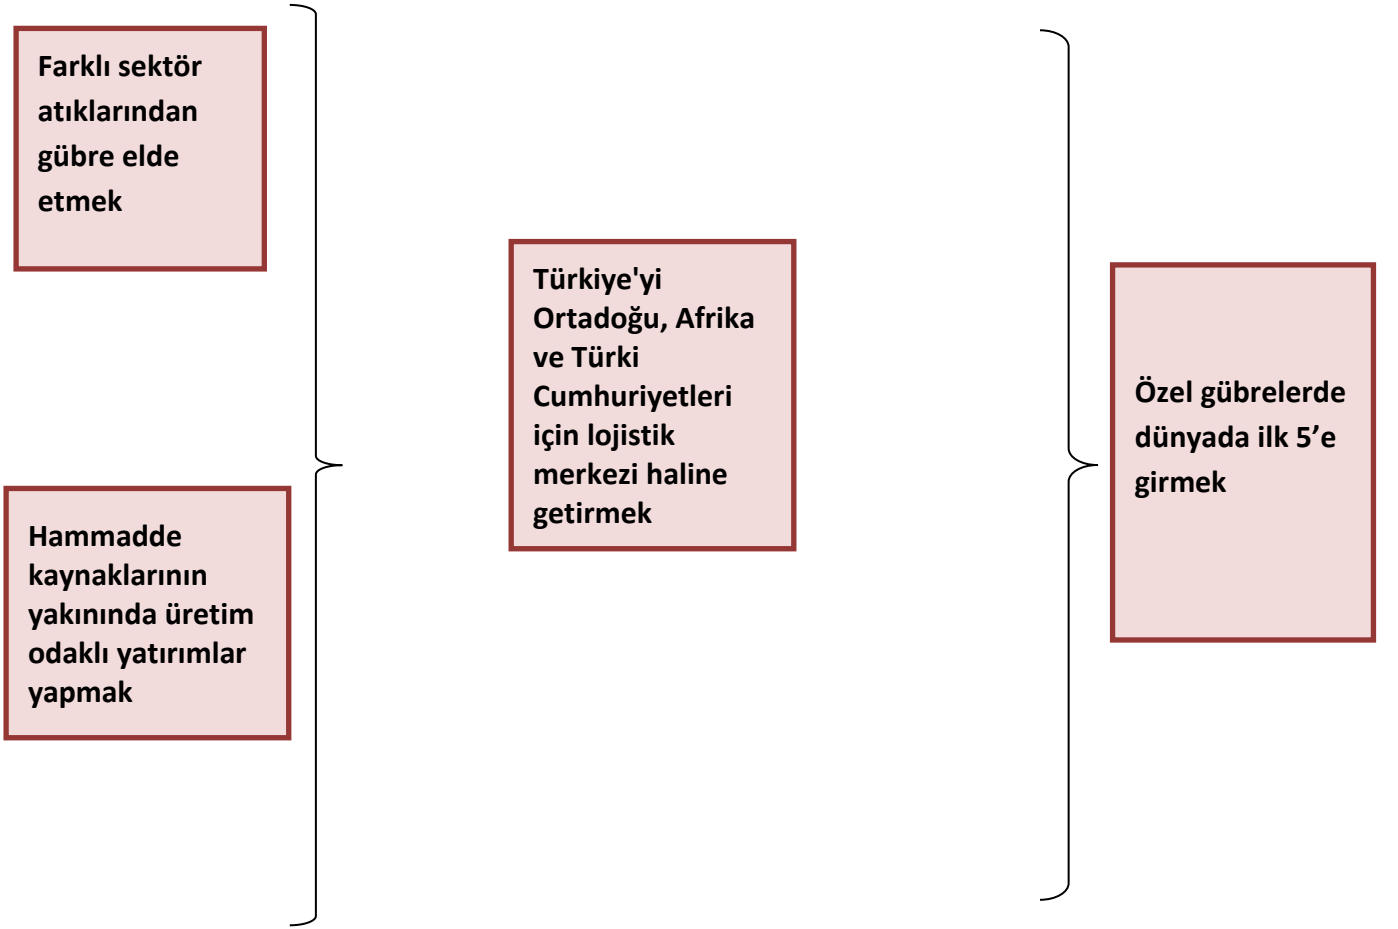 Farklı sektör
atıklarından
gübre elde
etmek
Hammadde
kaynaklarının
yakınında üretim
odaklı yatırımlar
yapmak
Türkiye'yi
Ortadoğu, Afrika
ve Türki
Cumhuriyetleri
için lojistik
merkezi haline
getirmek
Özel gübrelerde
dünyada ilk 5’e
girmek